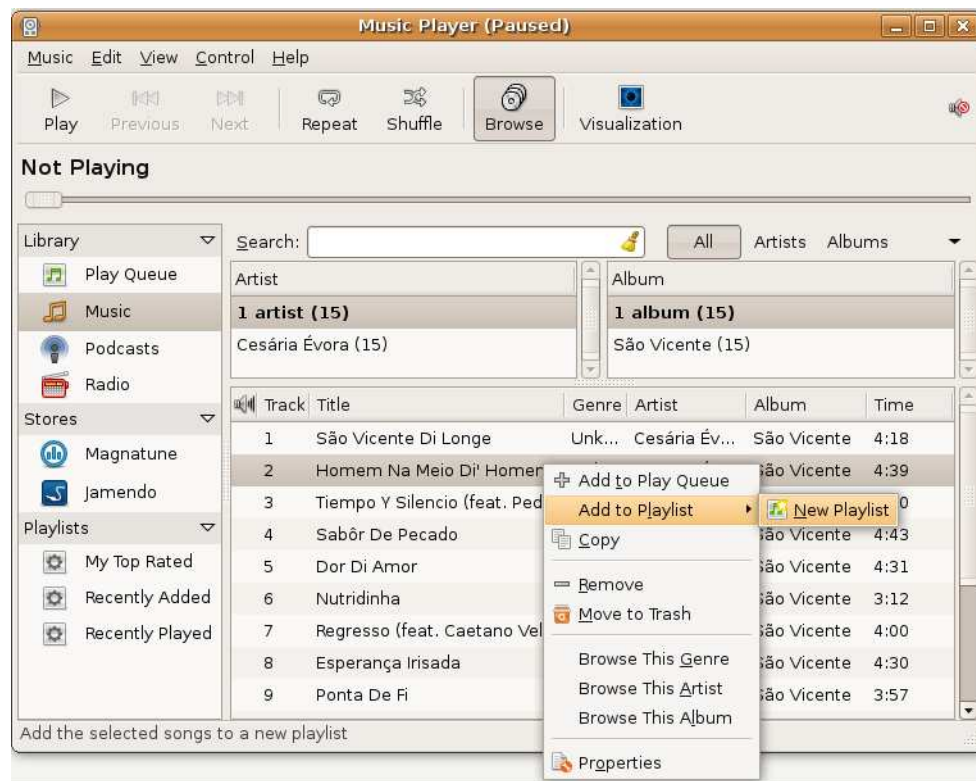 Music Player (Paused)
Music Edit View Control Help
Play Previous Next Repeat Shuffle Browse Visualization
Not Playing
Library
Play Queue
Music
Podcasts
Radio
Stores
Magnatune
Jamendo
Playlists
My Top Rated
Recently Added
Recently Played
Search: All Artists Albums
Artist
1 artist (15)
Cesária Évora (15)
Album
1 album (15)
São Vicente (15)
Track Title Genre Artist Album Time
1 São Vicente Di Longe Unk... Cesária Év... São Vicente 4:18
2 Homem Na Meio Di' Homen São Vicente 4:39
3 Tiempo Y Silencio (feat. Ped
4 Sabôr De Pecado São Vicente 4:43
5 Dor Di Amor São Vicente 4:31
6 Nutridinha São Vicente 3:12
7 Regresso (feat. Caetano Vel São Vicente 4:00
8 Esperança Irisada São Vicente 4:30
9 Ponta De Fi São Vicente 3:57
Add to Play Queue
Add to Playlist
New Playlist
Copy
Remove
Move to Trash
Browse This Genre
Browse This Artist
Browse This Album
Properties
Add the selected songs to a new playlist